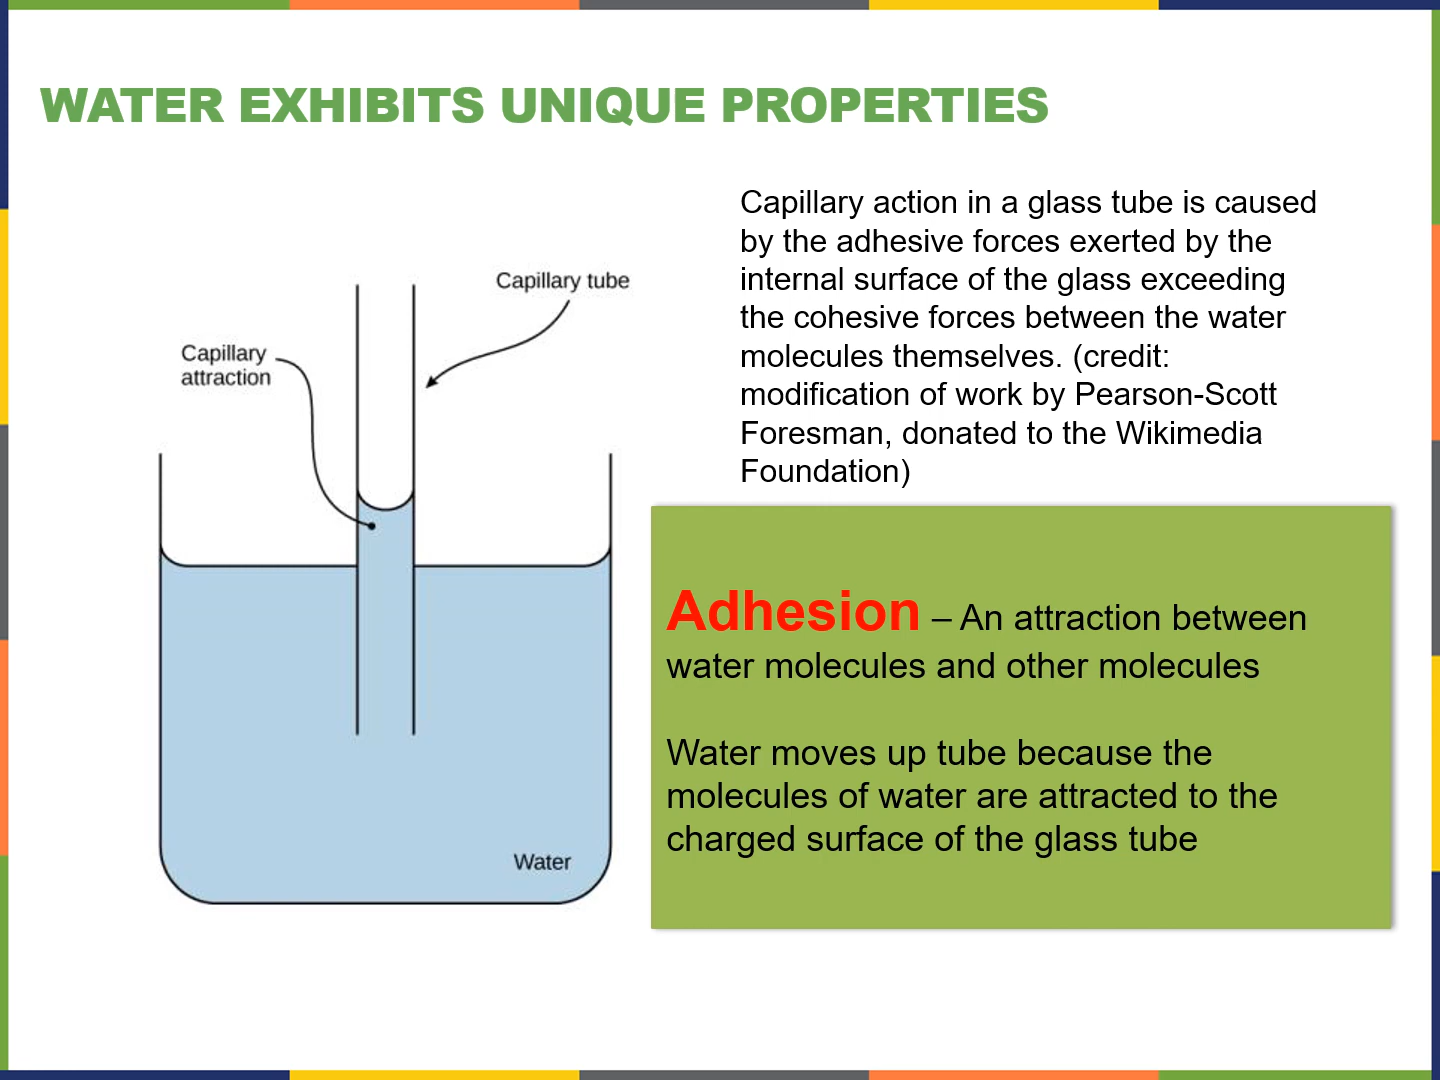 WATER EXHIBITS UNIQUE PROPERTIES
Capillary tube
Capillary
attraction
Water
Capillary action in a glass tube is caused
by the adhesive forces exerted by the
internal surface of the glass exceeding
the cohesive forces between the water
molecules themselves. (credit:
modification of work by Pearson-Scott
Foresman, donated to the Wikimedia
Foundation)
Adhesion – An attraction between
water molecules and other molecules
Water moves up tube because the
molecules of water are attracted to the
charged surface of the glass tube